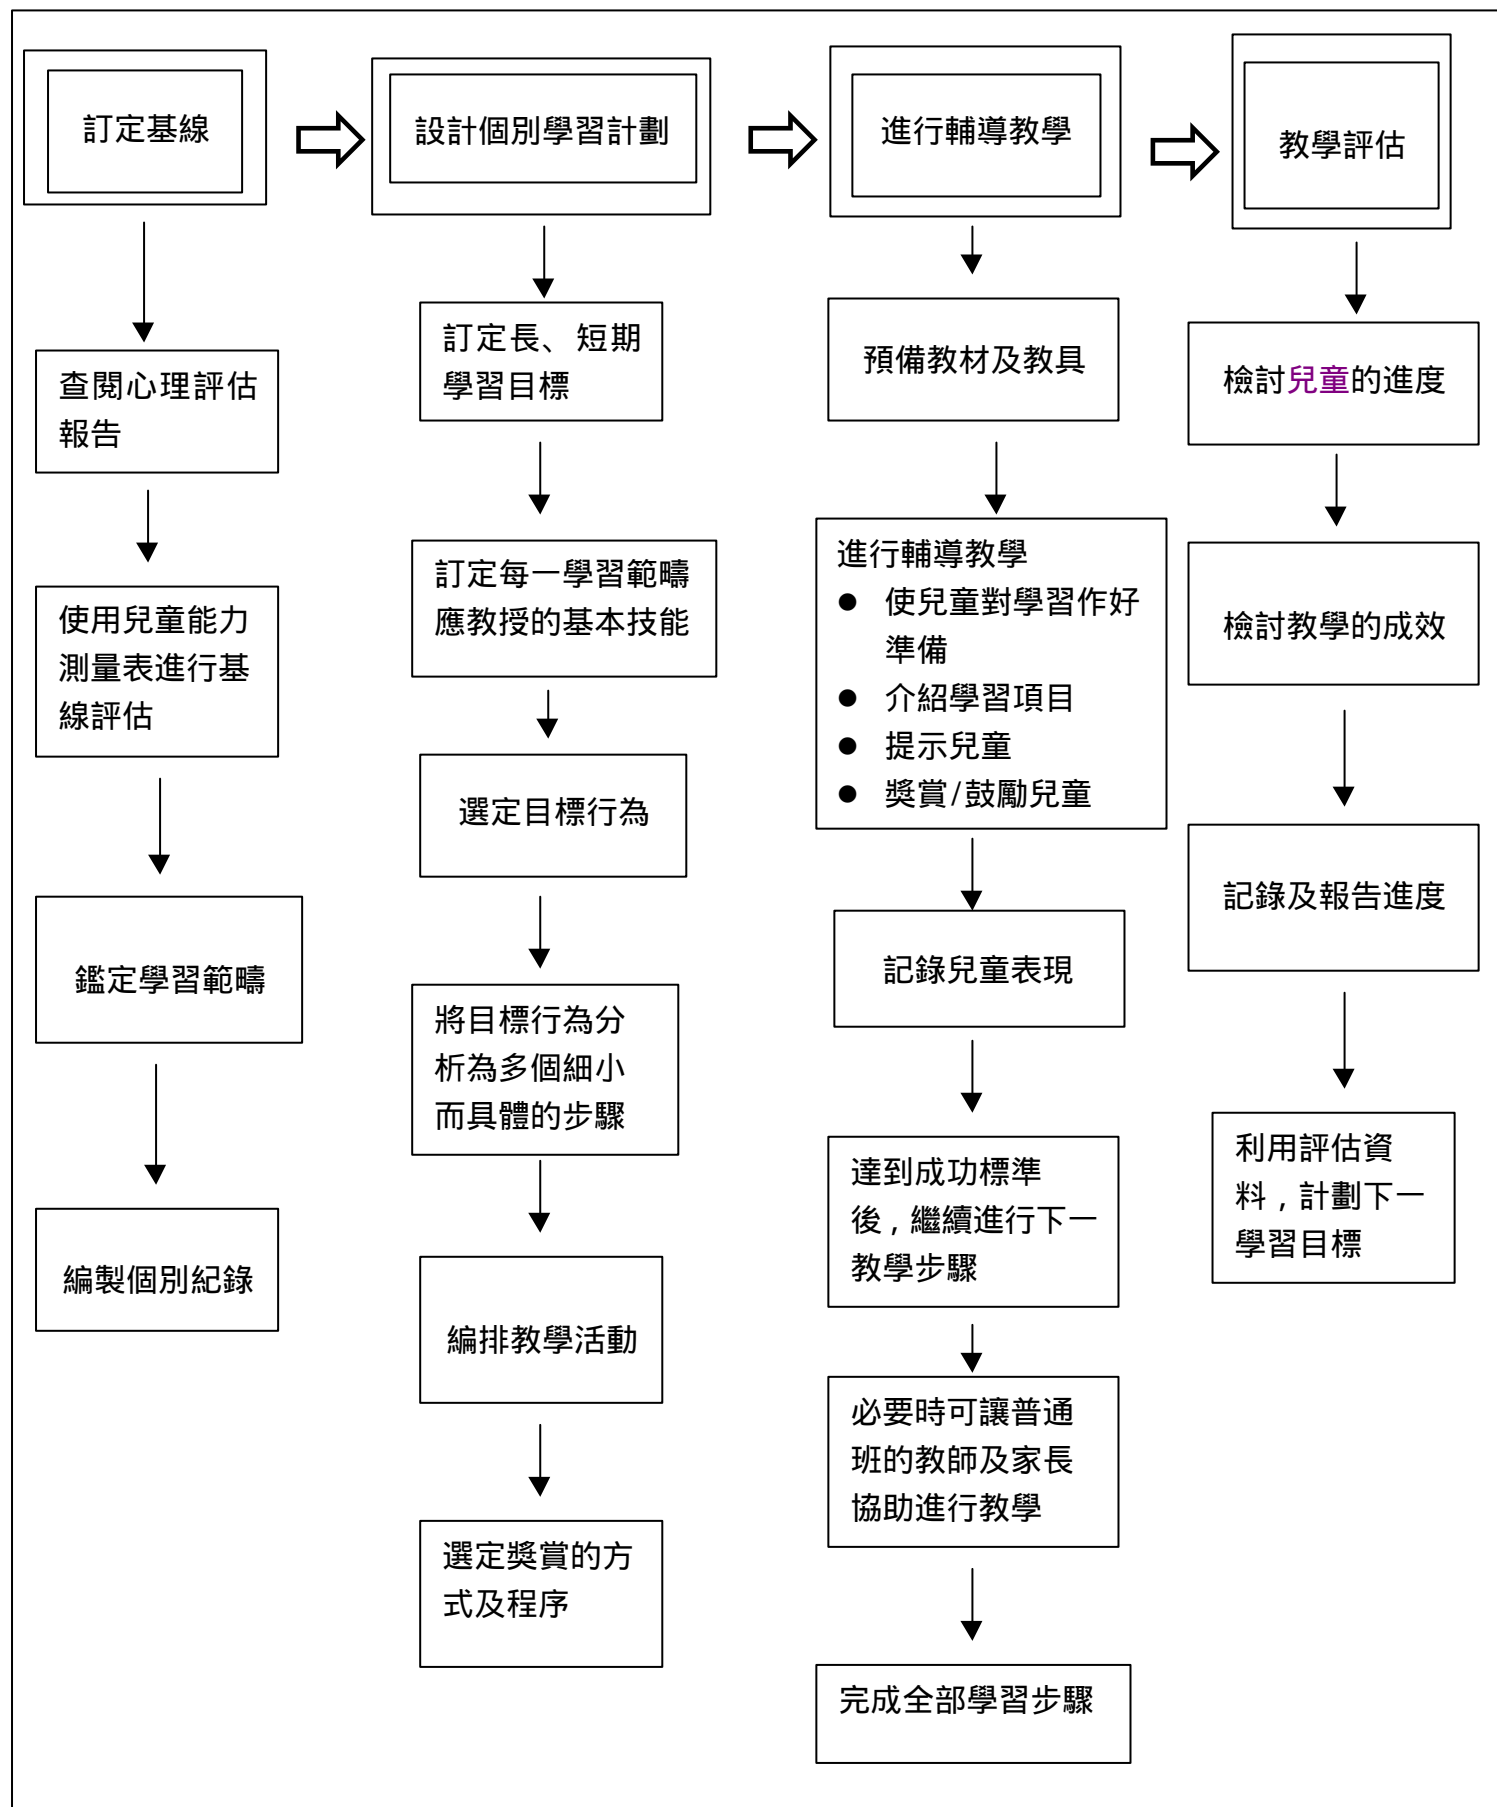 訂定基線
設計個別學習計劃
進行輔導教學
教學評估
查閱心理評估
報告
使用兒童能力
測量表進行基
線評估
鑑定學習範疇
編製個別紀錄
訂定長、短期
學習目標
訂定每一學習範疇
應教授的基本技能
選定目標行為
將目標行為分
析為多個細小
而具體的步驟
編排教學活動
選定獎賞的方
式及程序
預備教材及教具
進行輔導教學
● 使兒童對學習作好
準備
● 介紹學習項目
● 提示兒童
● 獎賞/鼓勵兒童
記錄兒童表現
達到成功標準
後，繼續進行下一
教學步驟
必要時可讓普通
班的教師及家長
協助進行教學
完成全部學習步驟
檢討兒童的進度
檢討教學的成效
記錄及報告進度
利用評估資
料，計劃下一
學習目標